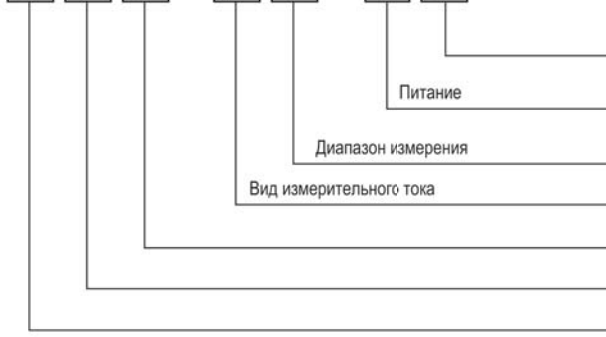 Питание
Диапазон измерения
Вид измерительного тока